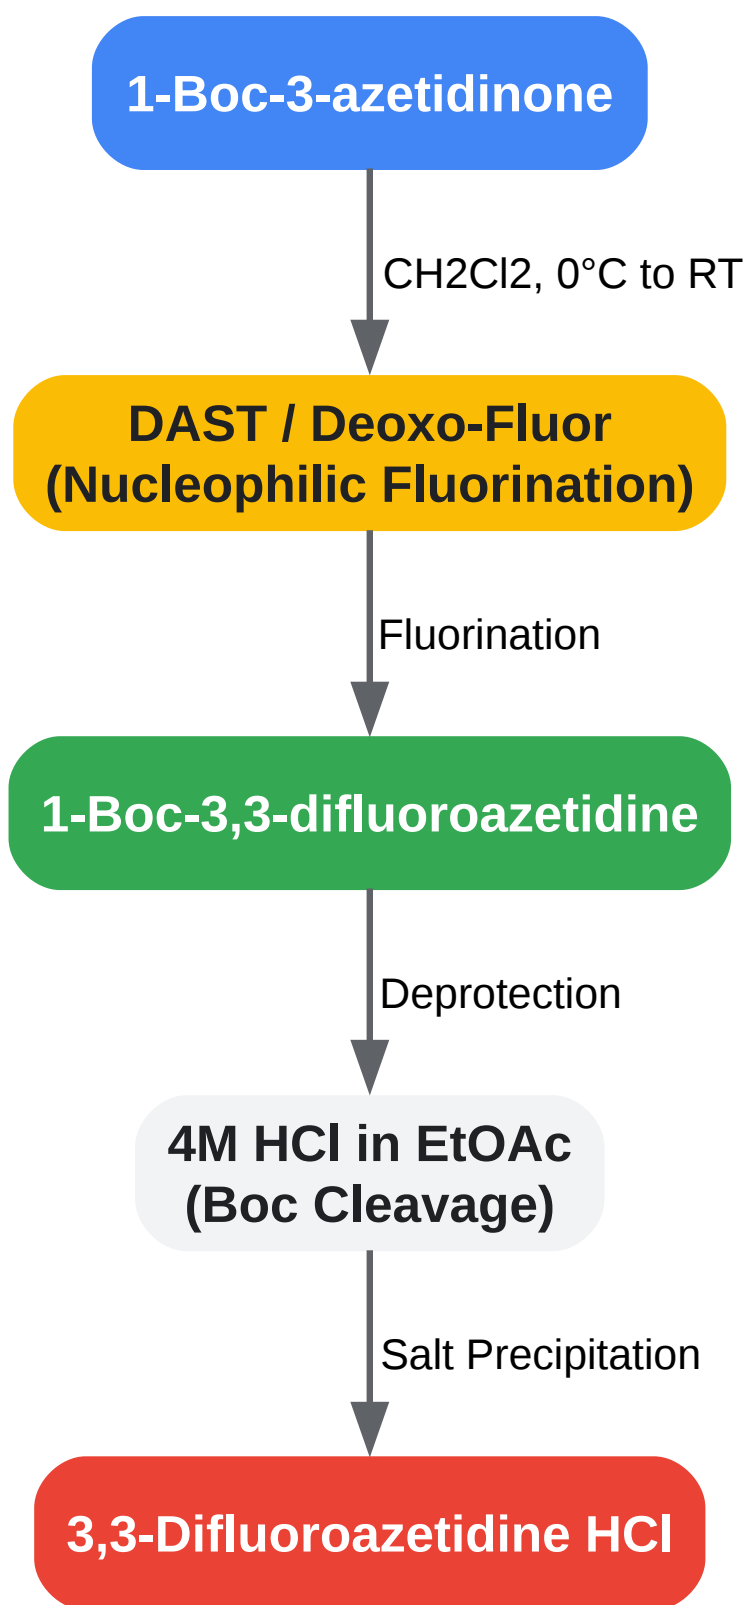 1-Boc-3-azetidinone
CH2Cl2, 0°C to RT
DAST / Deoxo-Fluor
(Nucleophilic Fluorination)
Fluorination
1-Boc-3,3-difluoroazetidine
Deprotection
4M HCl in EtOAc
(Boc Cleavage)
Salt Precipitation
3,3-Difluoroazetidine HCl